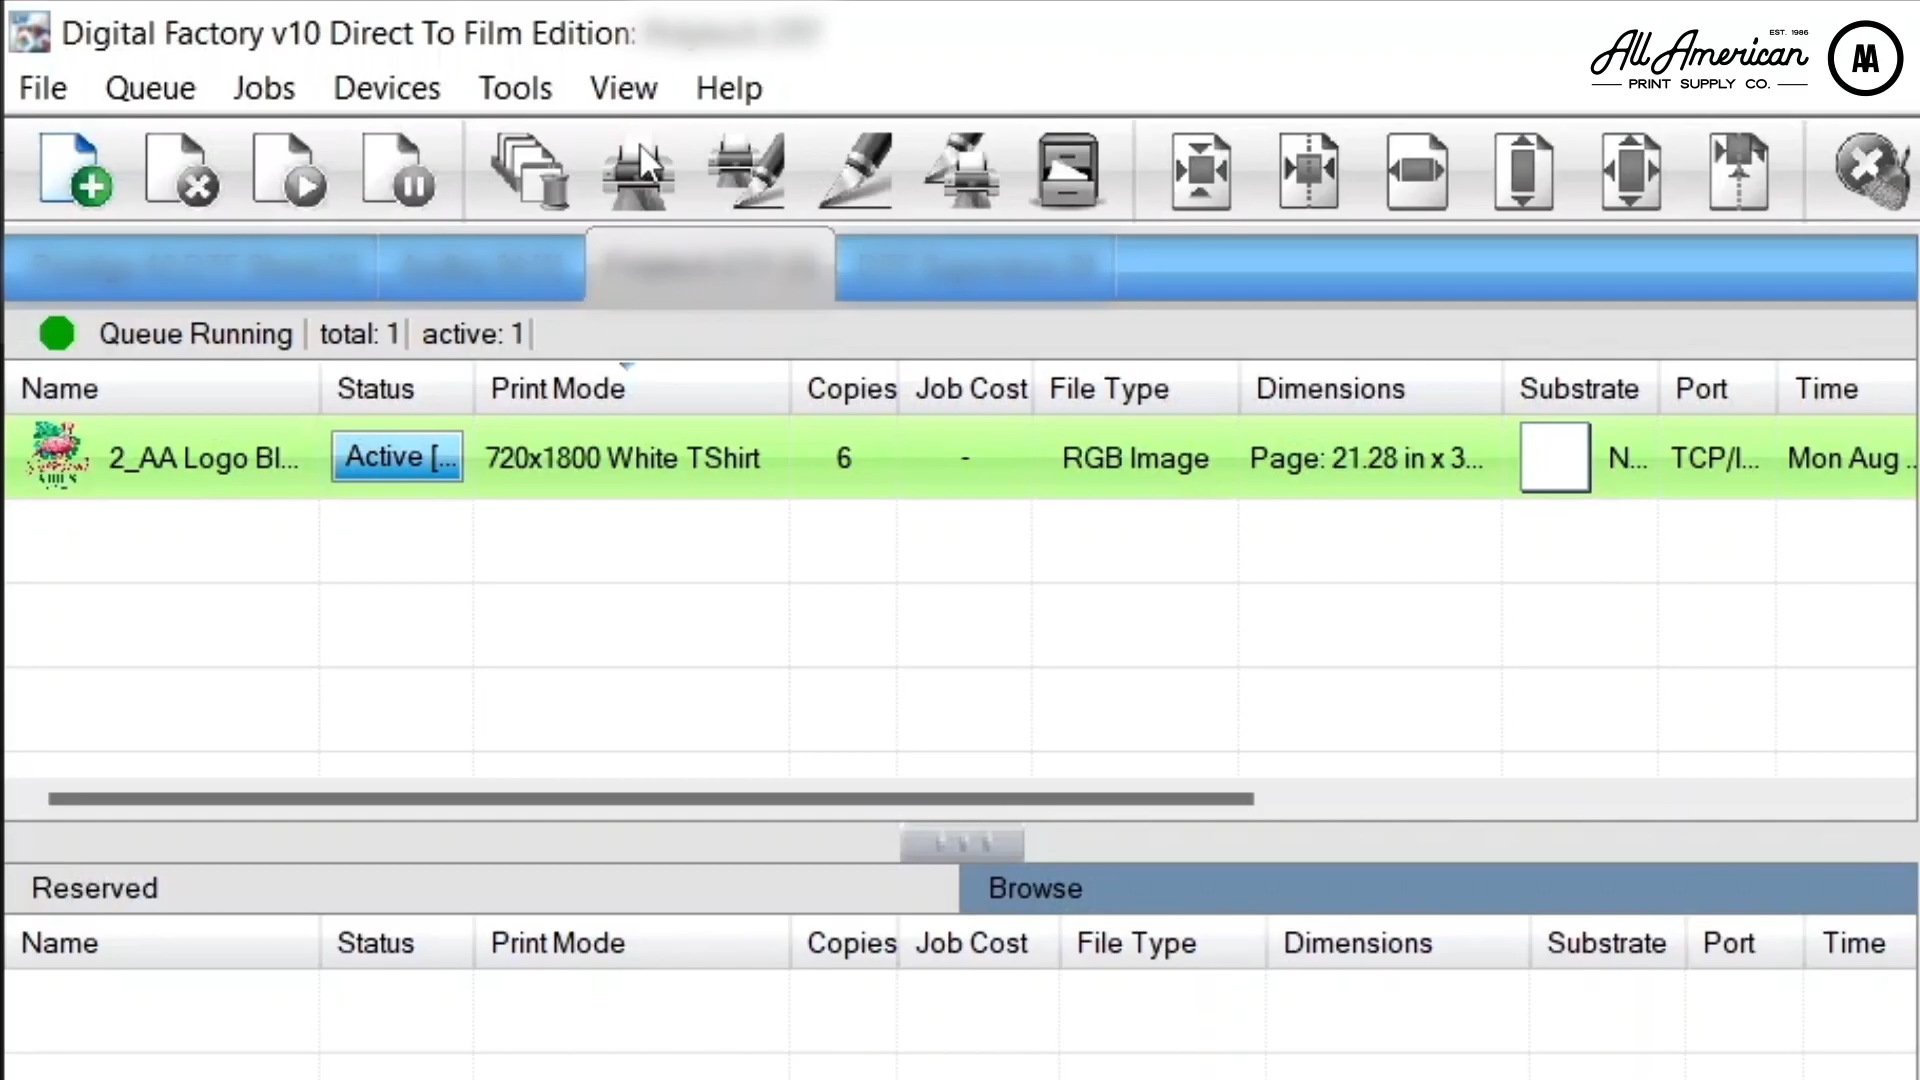 Digital Factory v10 Direct To Film Edition:
EST. 1986
All American
PRINT SUPPLY CO.
AA
File Queue Jobs Devices Tools View Help
Queue Running total: 1 active: 1
Name Status Print Mode Copies Job Cost File Type Dimensions Substrate Port Time
2_AA Logo Bl... Active [... 720x1800 White TShirt 6 - RGB Image Page: 21.28 in x 3... N... TCP/I... Mon Aug ..
Reserved Browse
Name Status Print Mode Copies Job Cost File Type Dimensions Substrate Port Time